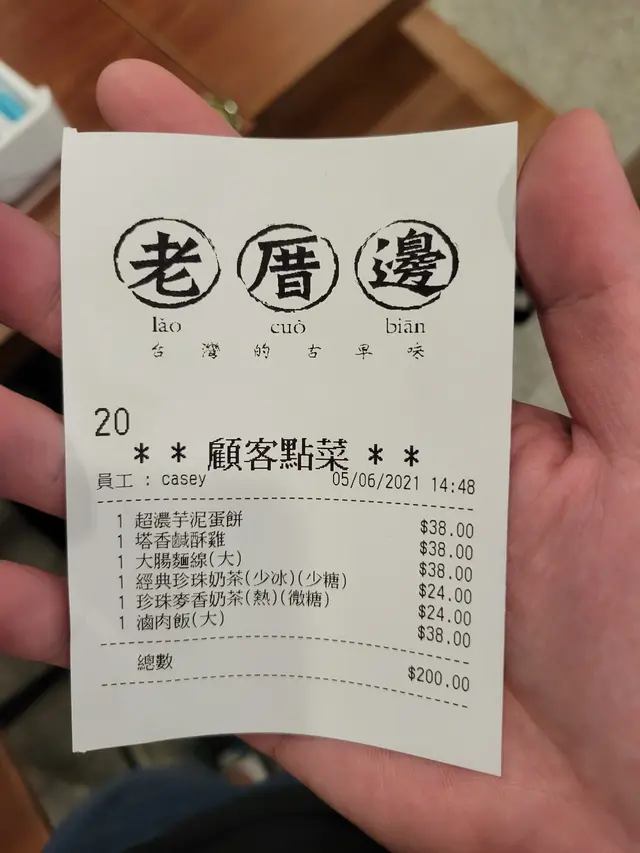 老厝邊
lǎo cuò biān
台灣的古早味
20
** 顧客點菜 **
員工 : casey 05/06/2021 14:48
1 超濃芋泥蛋餅 $38.00
1 塔香鹹酥雞 $38.00
1 大腸麵線(大) $38.00
1 經典珍珠奶茶(少冰)(少糖) $24.00
1 珍珠麥香奶茶(熱)(微糖) $24.00
1 滷肉飯(大) $38.00
總數 $200.00